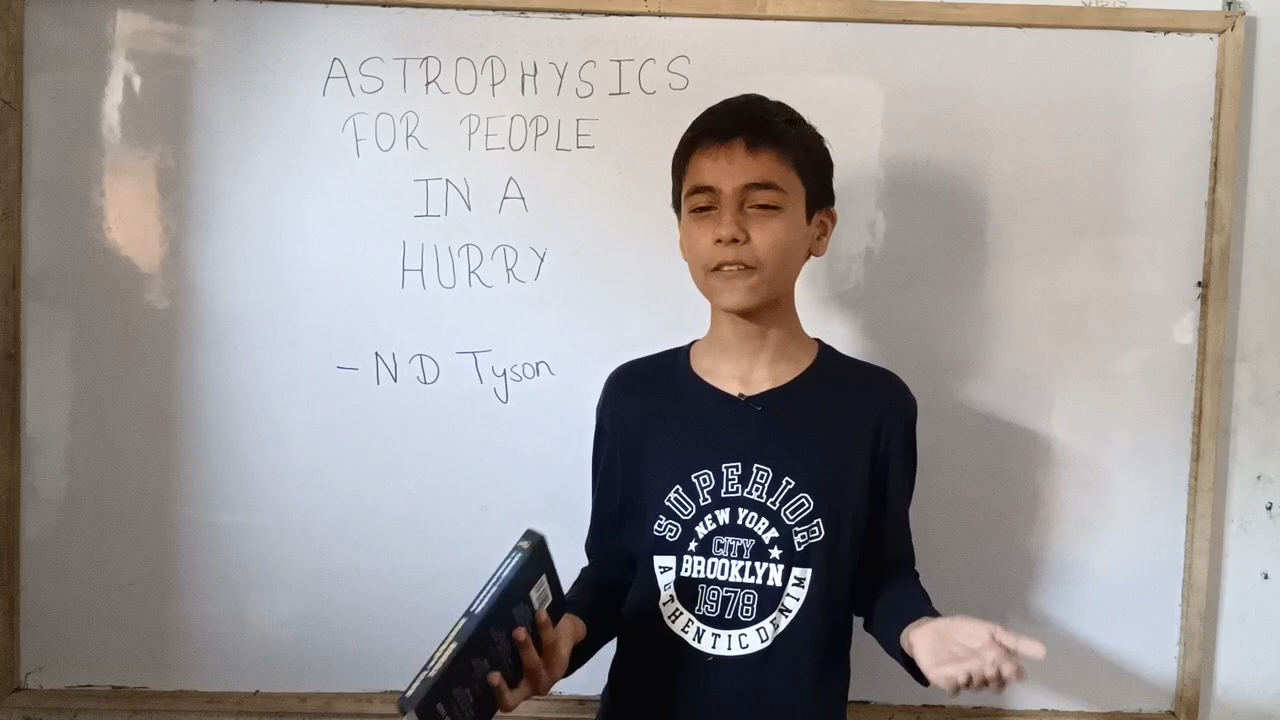 ASTROPHYSICS
FOR PEOPLE
IN A
HURRY
- N D Tyson
SUPERIOR
NEW YORK
CITY
BROOKLYN
1978
AUTHENTIC DENIM